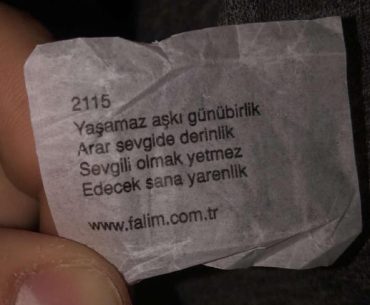 2115
Yaşamaz aşkı günübirlik
Arar sevgide derinlik
Sevgili olmak yetmez
Edecek sana yarenlik
www.falim.com.tr